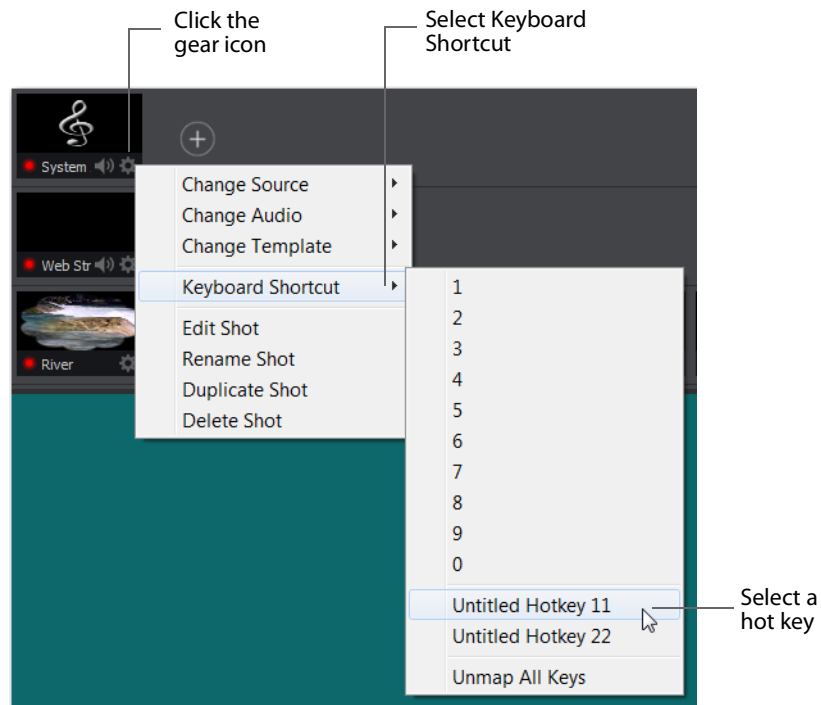 Click the
gear icon
Select Keyboard
Shortcut
System
Change Source
Change Audio
Change Template
Web Str
Keyboard Shortcut
1
2
Edit Shot
River
Rename Shot
3
Duplicate Shot
4
Delete Shot
5
6
7
8
9
0
Untitled Hotkey 11
Select a
hot key
Untitled Hotkey 22
Unmap All Keys